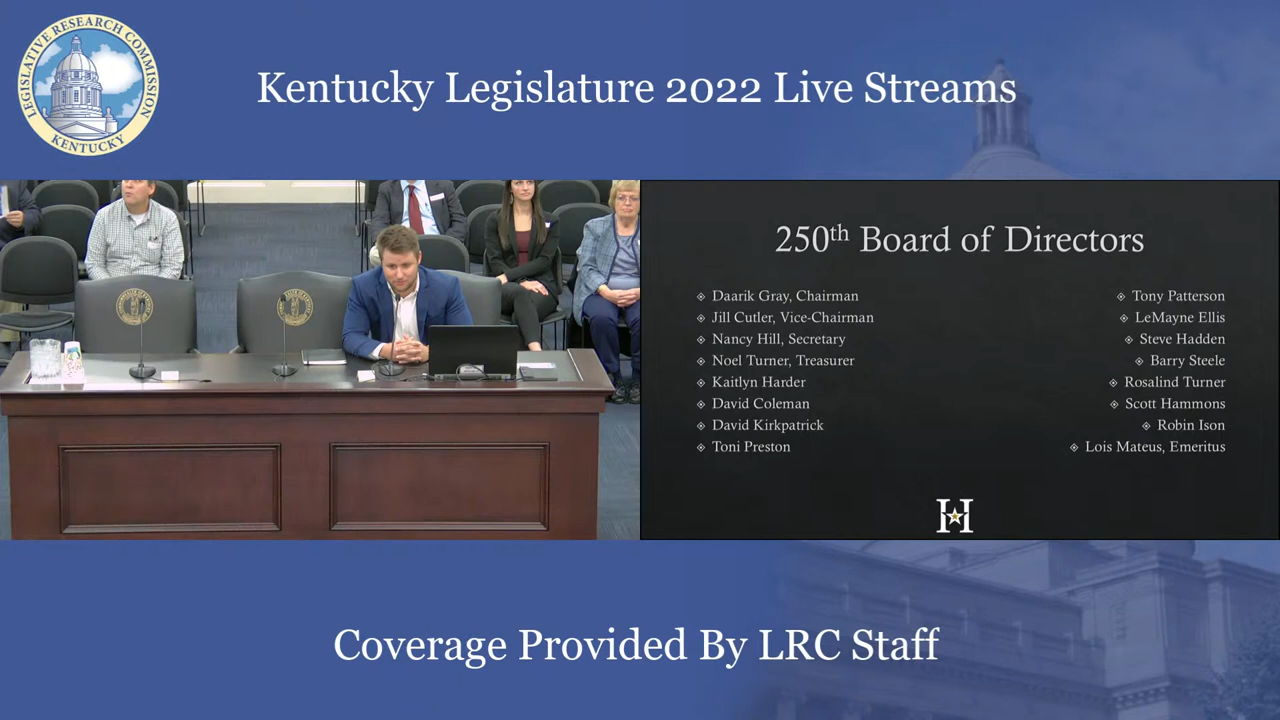 LEGISLATIVE RESEARCH COMMISSION
KENTUCKY
Kentucky Legislature 2022 Live Streams
250th Board of Directors
Daarik Gray, Chairman
Jill Cutler, Vice-Chairman
Nancy Hill, Secretary
Noel Turner, Treasurer
Kaitlyn Harder
David Coleman
David Kirkpatrick
Toni Preston
Tony Patterson
LeMayne Ellis
Steve Hadden
Barry Steele
Rosalind Turner
Scott Hammons
Robin Ison
Lois Mateus, Emeritus
H
Coverage Provided By LRC Staff